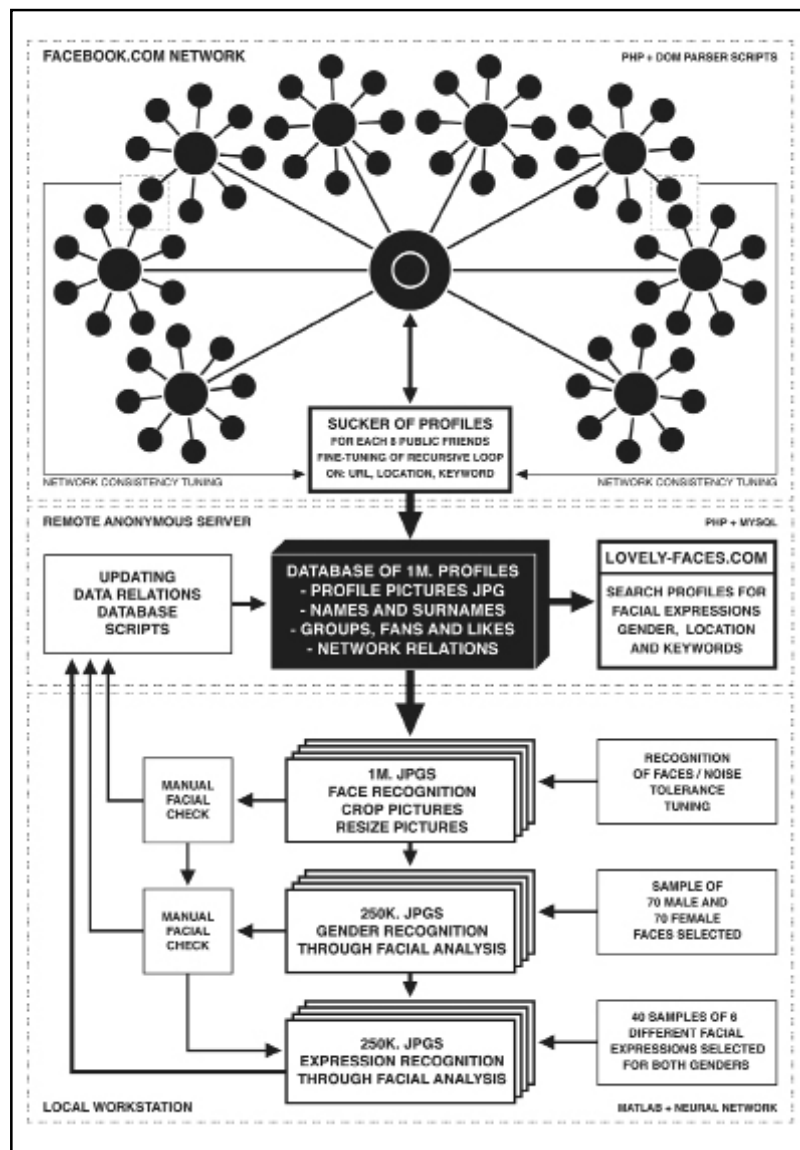 FACEBOOK.COM NETWORK
PHP + DOM PARSER SCRIPTS
SUCKER OF PROFILES
FOR EACH 8 PUBLIC FRIENDS
FINE-TUNING OF RECURSIVE LOOP
ON: URL, LOCATION, KEYWORD
NETWORK CONSISTENCY TUNING
NETWORK CONSISTENCY TUNING
REMOTE ANONYMOUS SERVER
PHP + MYSQL
UPDATING
DATA RELATIONS
DATABASE
SCRIPTS
DATABASE OF 1M. PROFILES
- PROFILE PICTURES JPG
- NAMES AND SURNAMES
- GROUPS, FANS AND LIKES
- NETWORK RELATIONS
LOVELY-FACES.COM
SEARCH PROFILES FOR
FACIAL EXPRESSIONS
GENDER, LOCATION
AND KEYWORDS
MANUAL
FACIAL
CHECK
1M. JPGS
FACE RECOGNITION
CROP PICTURES
RESIZE PICTURES
RECOGNITION
OF FACES / NOISE
TOLERANCE
TUNING
MANUAL
FACIAL
CHECK
250K. JPGS
GENDER RECOGNITION
THROUGH FACIAL ANALYSIS
SAMPLE OF
70 MALE AND
70 FEMALE
FACES SELECTED
250K. JPGS
EXPRESSION RECOGNITION
THROUGH FACIAL ANALYSIS
40 SAMPLES OF 6
DIFFERENT FACIAL
EXPRESSIONS SELECTED
FOR BOTH GENDERS
LOCAL WORKSTATION
MATLAB + NEURAL NETWORK